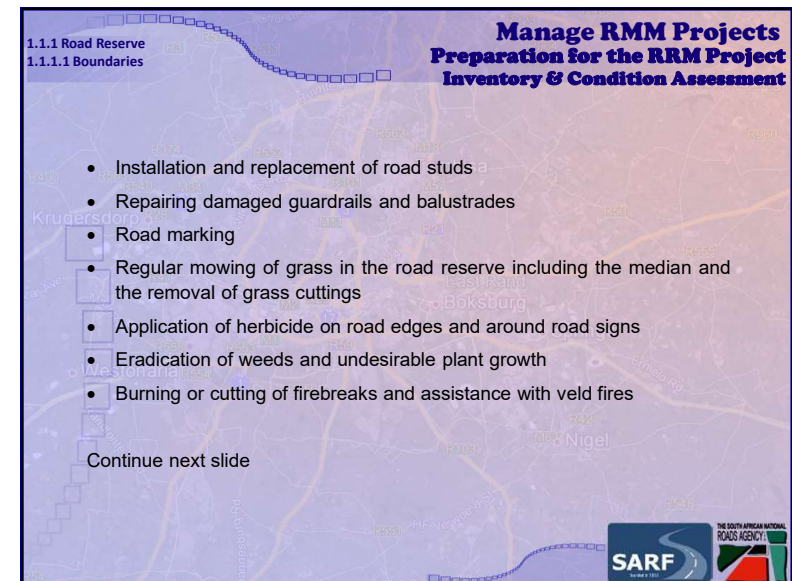 1.1.1 Road Reserve
1.1.1.1 Boundaries
Manage RMM Projects
Preparation for the RRM Project
Inventory & Condition Assessment
• Installation and replacement of road studs
• Repairing damaged guardrails and balustrades
• Road marking
• Regular mowing of grass in the road reserve including the median and
the removal of grass cuttings
• Application of herbicide on road edges and around road signs
• Eradication of weeds and undesirable plant growth
• Burning or cutting of firebreaks and assistance with veld fires
Continue next slide
Krugersdorp
Boksburg
Westonaria
Nigel
SARF
THE SOUTH AFRICAN NATIONAL
ROADS AGENCY